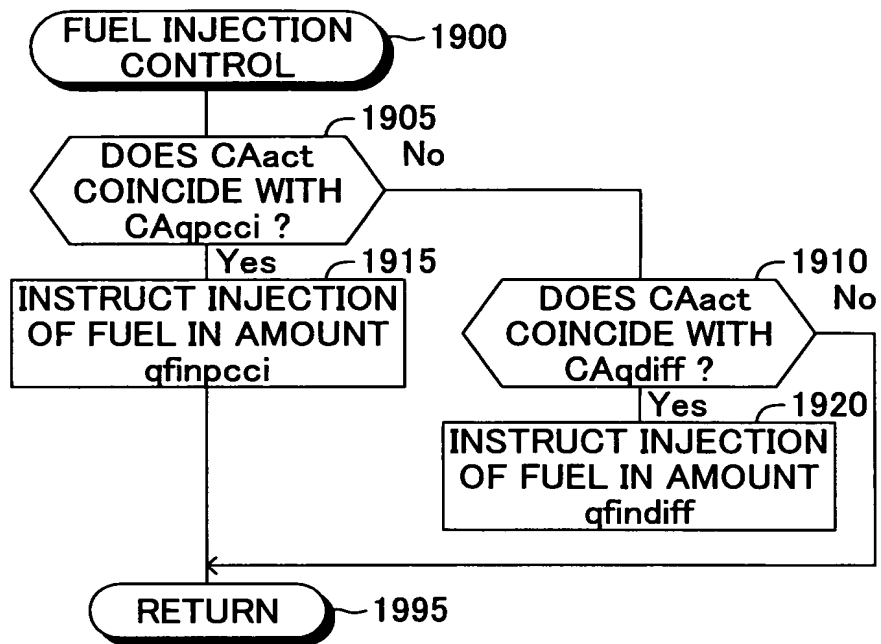 FUEL INJECTION
CONTROL
1900
1905
DOES CAact
COINCIDE WITH
CAqpcci ?
No
Yes
1915
INSTRUCT INJECTION
OF FUEL IN AMOUNT
qfinpcci
1910
DOES CAact
COINCIDE WITH
CAqdiff ?
No
Yes
1920
INSTRUCT INJECTION
OF FUEL IN AMOUNT
qfindiff
RETURN
1995